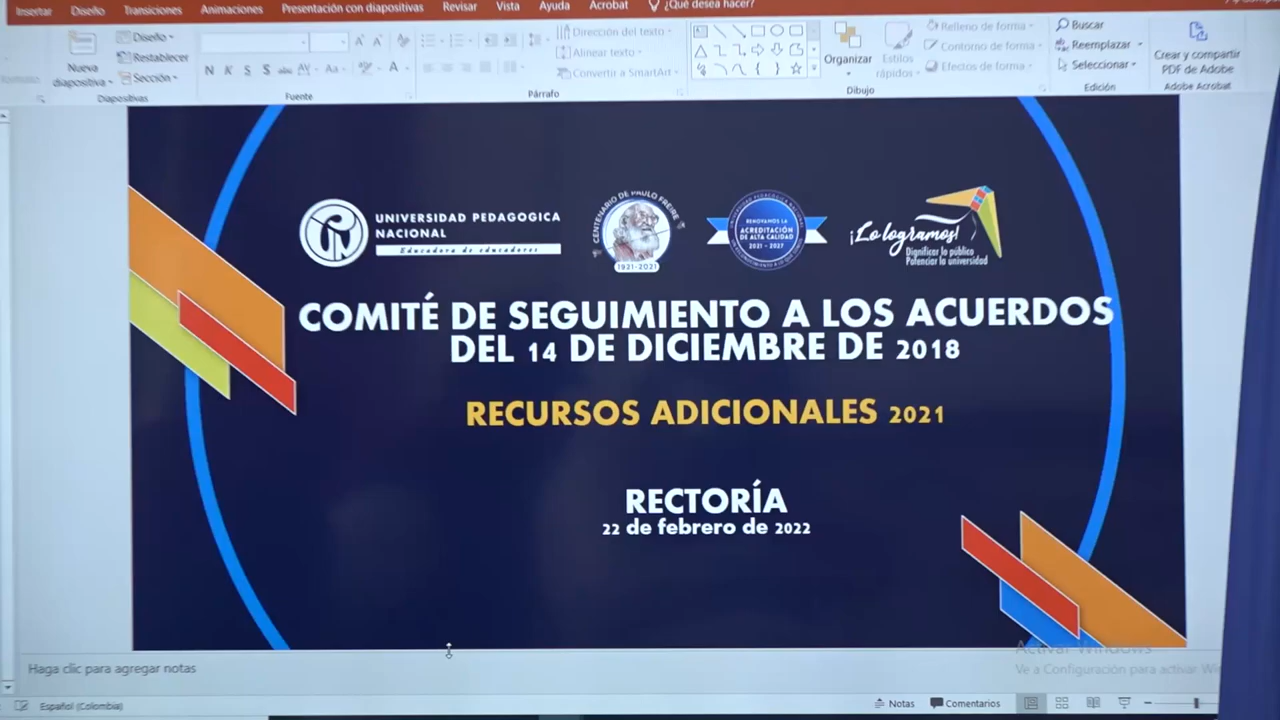 Insertar Diseño Transiciones Animaciones Presentación con diapositivas Revisar Vista Ayuda Acrobat ¿Qué desea hacer?
Nueva diapositiva
Diseño
Restablecer
Sección
Diapositivas
N K S S abc AV Aa A
Fuente
Dirección del texto
Alinear texto
Convertir a SmartArt
Párrafo
Organizar
Estilos rápidos
Relleno de forma
Contorno de forma
Efectos de forma
Dibujo
Buscar
Reemplazar
Seleccionar
Edición
Crear y compartir
PDF de Adobe
Adobe Acrobat
UNIVERSIDAD PEDAGOGICA
NACIONAL
Educadora de educadores
CENTENARIO DE PAULO FREIRE
1921-2021
RENOVAMOS LA
ACREDITACIÓN
DE ALTA CALIDAD
2021 - 2027
¡Lo logramos!
Dignificar lo público
Potenciar la universidad
COMITÉ DE SEGUIMIENTO A LOS ACUERDOS
DEL 14 DE DICIEMBRE DE 2018
RECURSOS ADICIONALES 2021
RECTORÍA
22 de febrero de 2022
Activar Windows
Ve a Configuración para activar
Haga clic para agregar notas
Español (Colombia)
Notas Comentarios